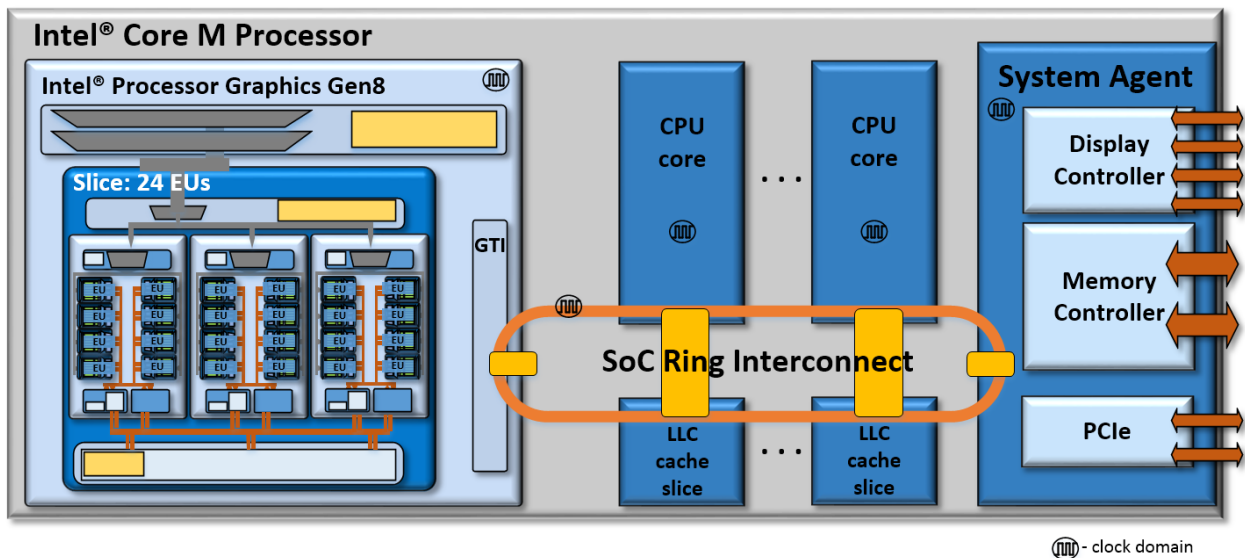 Intel® Core M Processor
Intel® Processor Graphics Gen8
Slice: 24 EUs
EU EU EU EU EU EU
EU EU EU EU EU EU
EU EU EU EU EU EU
EU EU EU EU EU EU
GTI
CPU
core
. . .
CPU
core
SoC Ring Interconnect
LLC
cache
slice
. . .
LLC
cache
slice
System Agent
Display
Controller
Memory
Controller
PCIe
- clock domain